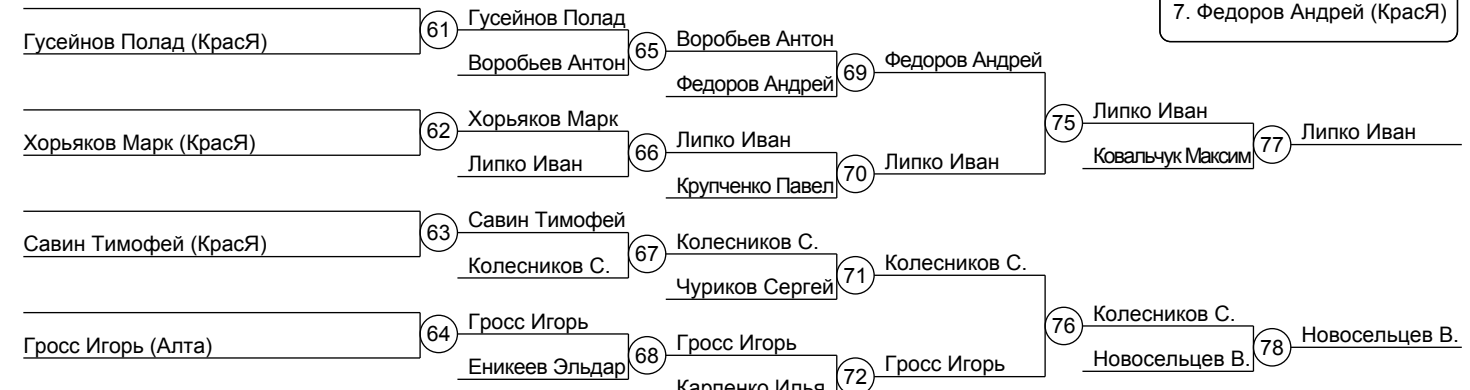 7. Федоров Андрей (КрасЯ)
Гусейнов Полад (КрасЯ)
61
Гусейнов Полад
Воробьев Антон
65
Воробьев Антон
Федоров Андрей
69
Федоров Андрей
Хорьяков Марк (КрасЯ)
62
Хорьяков Марк
Липко Иван
66
Липко Иван
Крупченко Павел
70
Липко Иван
75
Липко Иван
Ковальчук Максим
77
Липко Иван
Савин Тимофей (КрасЯ)
63
Савин Тимофей
Колесников С.
67
Колесников С.
Чуриков Сергей
71
Колесников С.
Гросс Игорь (Алта)
64
Гросс Игорь
Еникеев Эльдар
68
Гросс Игорь
Карпенко Илья
72
Гросс Игорь
76
Колесников С.
Новосельцев В.
78
Новосельцев В.